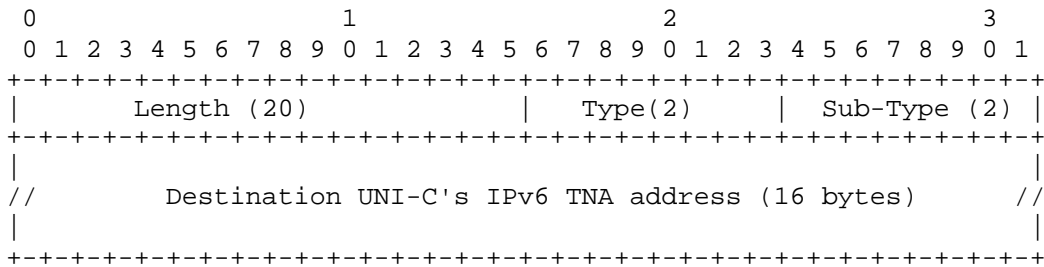 0                   1                   2                   3
 0 1 2 3 4 5 6 7 8 9 0 1 2 3 4 5 6 7 8 9 0 1 2 3 4 5 6 7 8 9 0 1
+-+-+-+-+-+-+-+-+-+-+-+-+-+-+-+-+-+-+-+-+-+-+-+-+-+-+-+-+-+-+-+-+
|       Length (20)             |   Type(2)     |  Sub-Type (2) |
+-+-+-+-+-+-+-+-+-+-+-+-+-+-+-+-+-+-+-+-+-+-+-+-+-+-+-+-+-+-+-+-+
|                                                               |
//        Destination UNI-C's IPv6 TNA address (16 bytes)      //
|                                                               |
+-+-+-+-+-+-+-+-+-+-+-+-+-+-+-+-+-+-+-+-+-+-+-+-+-+-+-+-+-+-+-+-+